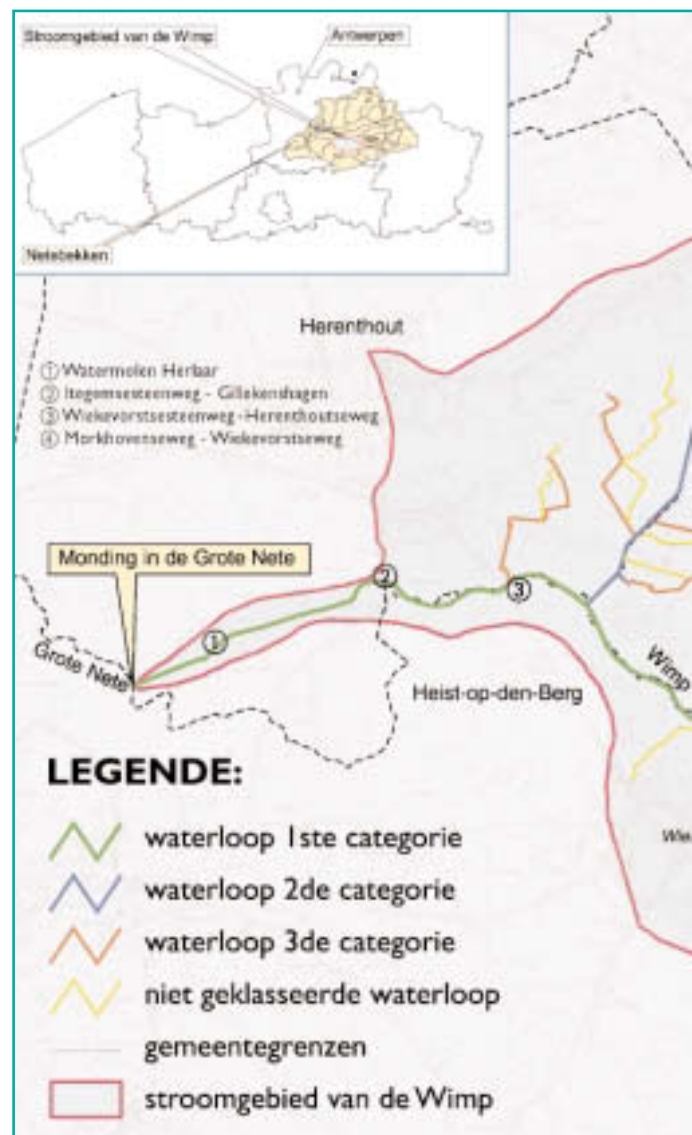 Stroomgebied van de Wimp
Antwerpen
Netebekken
Herenthout
① Watermolen Herlaar
② Itegemsesteenweg - Gillekenshagen
③ Wiekevorstsesteenweg -Herenthoutseweg
④ Morkhovenseweg - Wiekevorstseweg
Monding in de Grote Nete
②
③
①
Grote Nete
Wimp
Heist-op-den-Berg
LEGENDE:
waterloop 1ste categorie
Wie
waterloop 2de categorie
waterloop 3de categorie
niet geklasseerde waterloop
gemeentegrenzen
stroomgebied van de Wimp